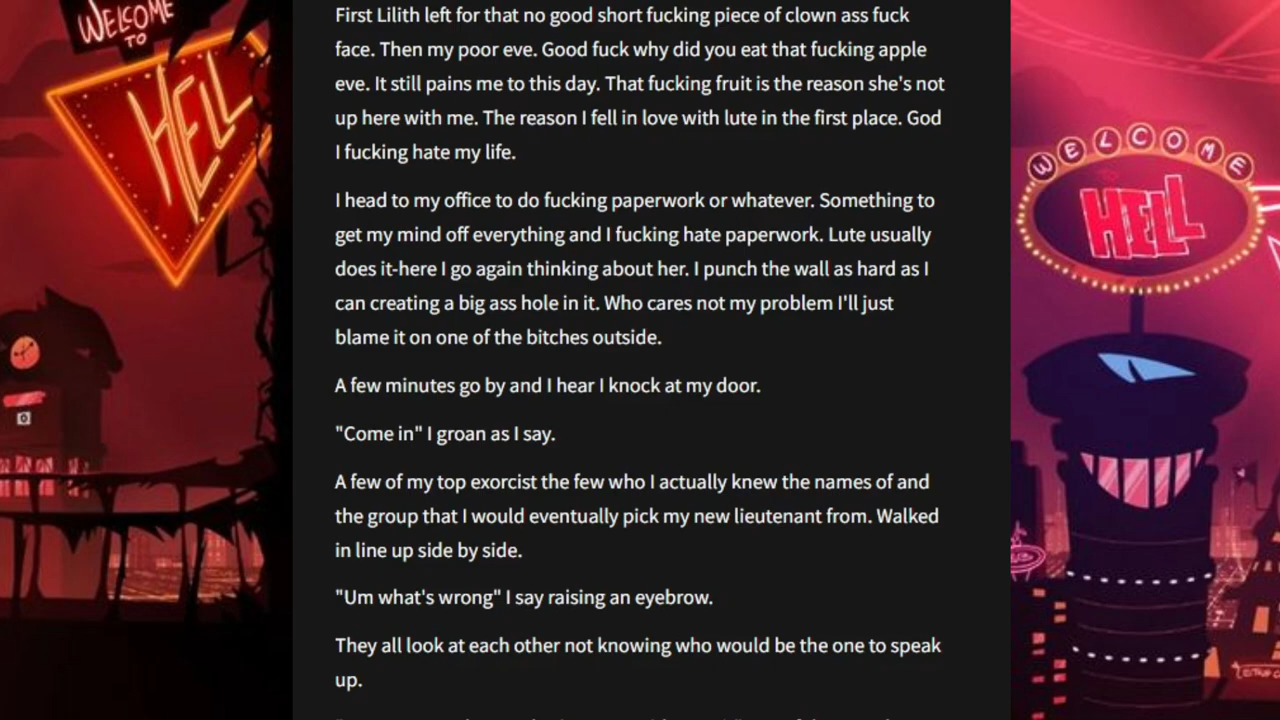 WELCOME
TO
HELL
First Lilith left for that no good short fucking piece of clown ass fuck
face. Then my poor eve. Good fuck why did you eat that fucking apple
eve. It still pains me to this day. That fucking fruit is the reason she's not
up here with me. The reason I fell in love with lute in the first place. God
I fucking hate my life.
I head to my office to do fucking paperwork or whatever. Something to
get my mind off everything and I fucking hate paperwork. Lute usually
does it-here I go again thinking about her. I punch the wall as hard as I
can creating a big ass hole in it. Who cares not my problem I'll just
blame it on one of the bitches outside.
A few minutes go by and I hear I knock at my door.
"Come in" I groan as I say.
A few of my top exorcist the few who I actually knew the names of and
the group that I would eventually pick my new lieutenant from. Walked
in line up side by side.
"Um what's wrong" I say raising an eyebrow.
They all look at each other not knowing who would be the one to speak
up.
WELCOME
HELL